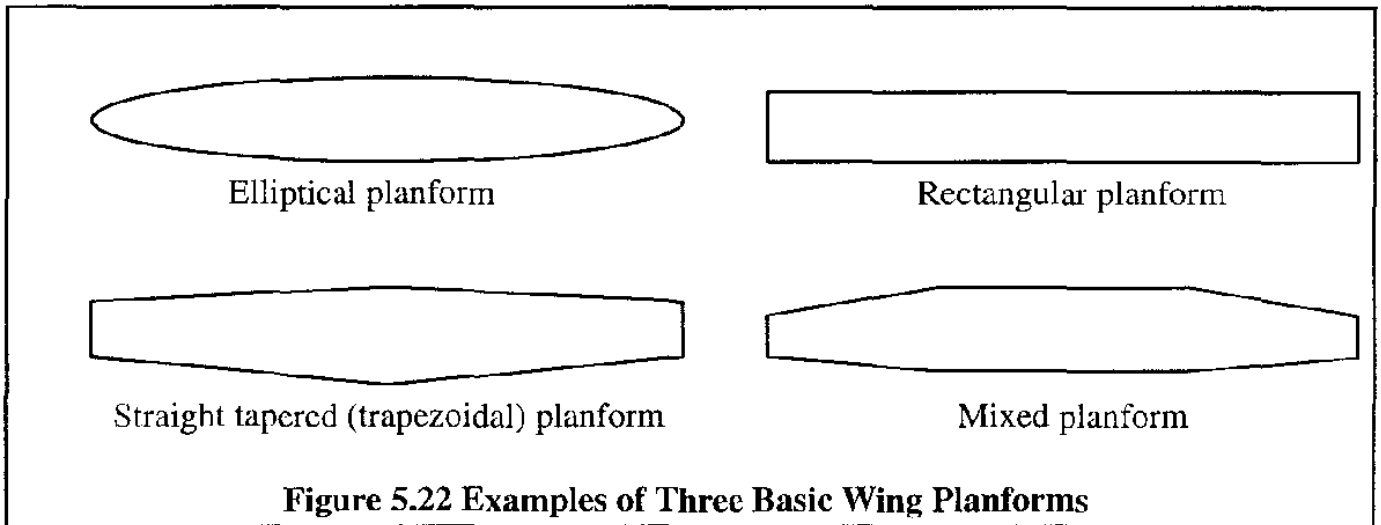 Elliptical planform
Rectangular planform
Straight tapered (trapezoidal) planform
Mixed planform
Figure 5.22 Examples of Three Basic Wing Planforms